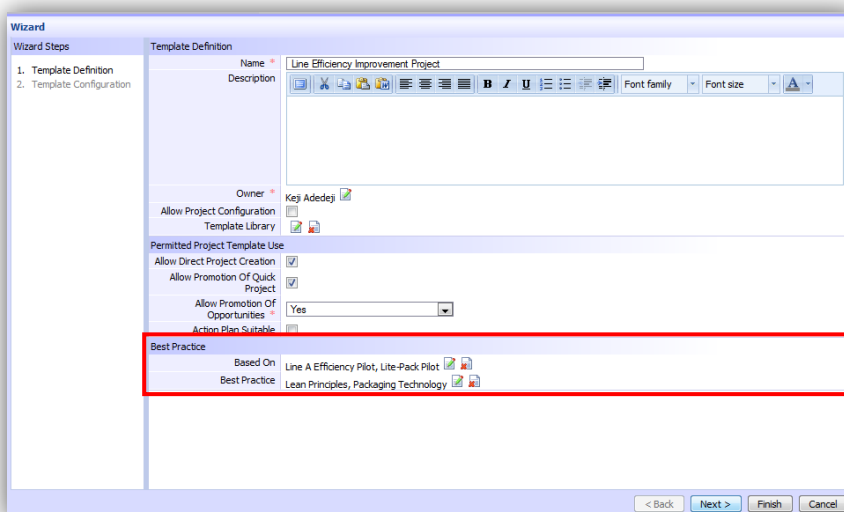 Wizard
Wizard Steps
1. Template Definition
2. Template Configuration
Template Definition
Name * Line Efficiency Improvement Project
Description
B I U Font family Font size A
Owner * Keji Adedeji
Allow Project Configuration
Template Library
Permitted Project Template Use
Allow Direct Project Creation
Allow Promotion Of Quick
Project
Allow Promotion Of
Opportunities * Yes
Action Plan Suitable
Best Practice
Based On Line A Efficiency Pilot, Lite-Pack Pilot
Best Practice Lean Principles, Packaging Technology
< Back Next > Finish Cancel